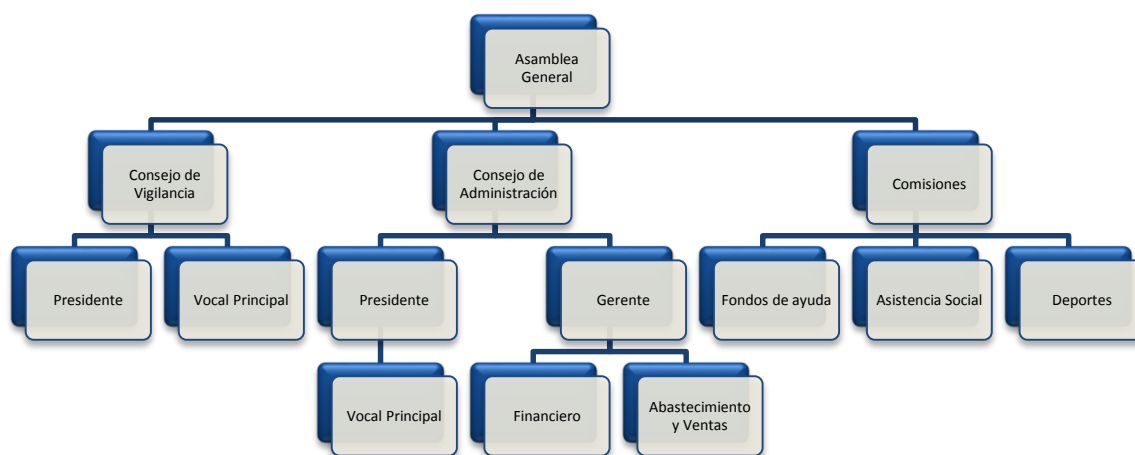 Asamblea
General
Consejo de
Vigilancia
Consejo de
Administración
Comisiones
Presidente
Vocal Principal
Presidente
Gerente
Fondos de ayuda
Asistencia Social
Deportes
Vocal Principal
Financiero
Abastecimiento
y Ventas